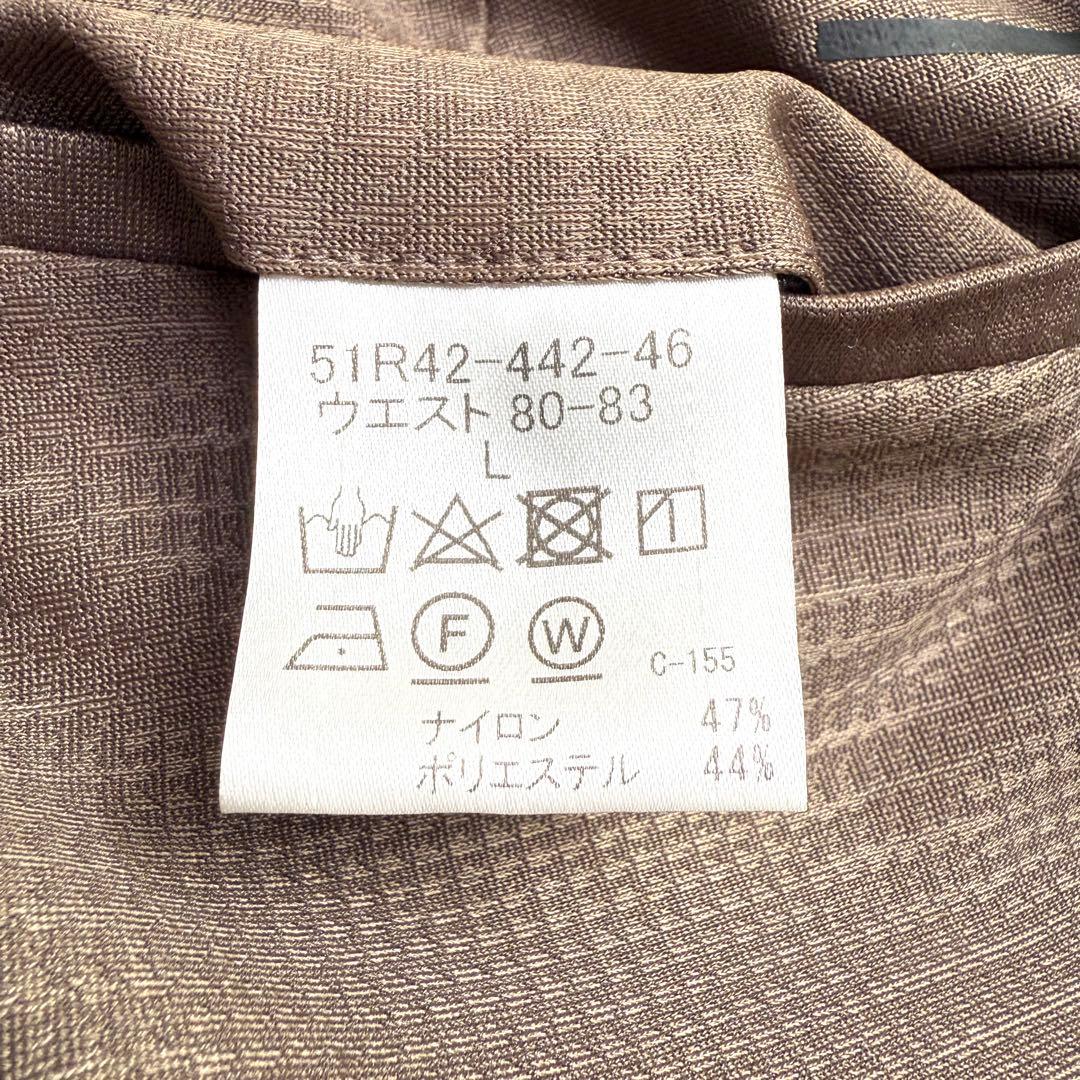 51R42-442-46
ウエスト 80-83
L
F W C-155
ナイロン 47%
ポリエステル 44%